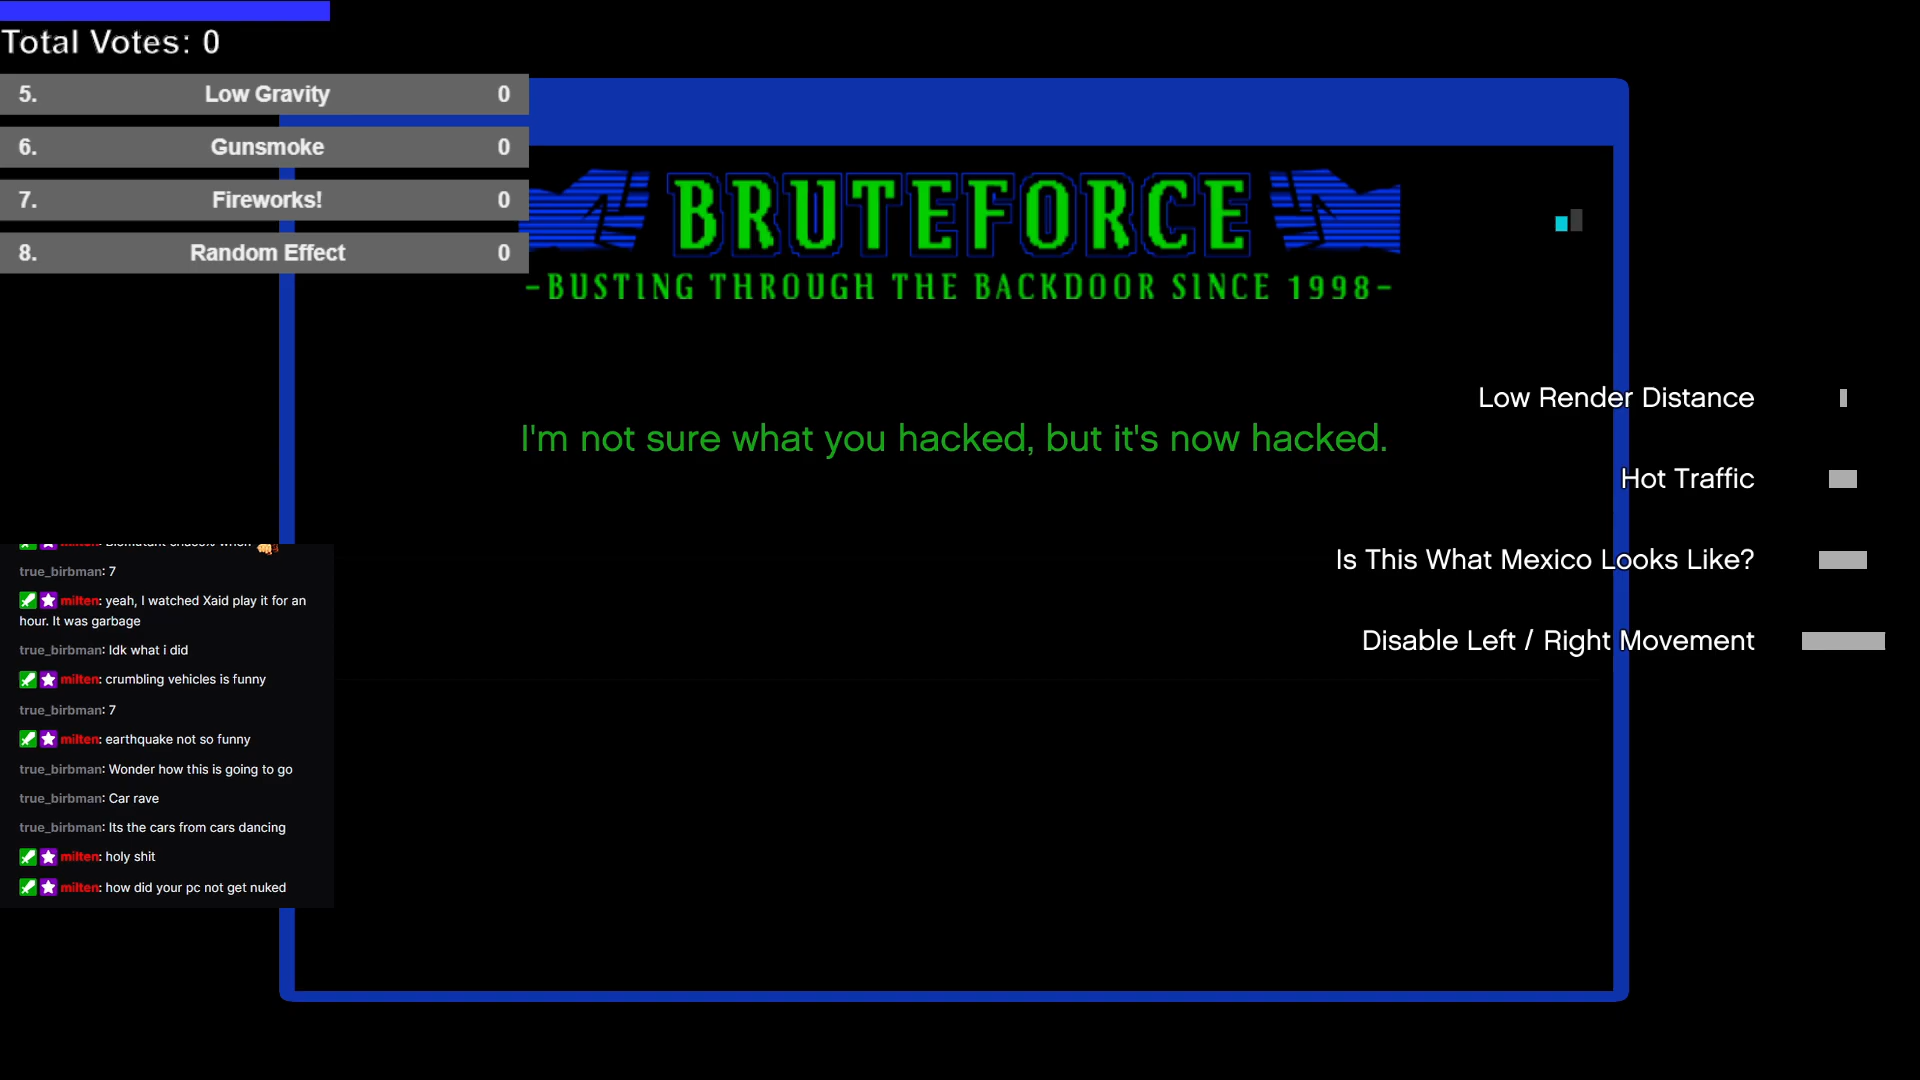 Total Votes: 0
5. Low Gravity 0
6. Gunsmoke 0
7. Fireworks! 0
8. Random Effect 0
BRUTEFORCE
-BUSTING THROUGH THE BACKDOOR SINCE 1998-
I'm not sure what you hacked, but it's now hacked.
Low Render Distance
Hot Traffic
Is This What Mexico Looks Like?
Disable Left / Right Movement
true_birbman: 7
milten: yeah, I watched Xaid play it for an
hour. It was garbage
true_birbman: Idk what i did
milten: crumbling vehicles is funny
true_birbman: 7
milten: earthquake not so funny
true_birbman: Wonder how this is going to go
true_birbman: Car rave
true_birbman: Its the cars from cars dancing
milten: holy shit
milten: how did your pc not get nuked